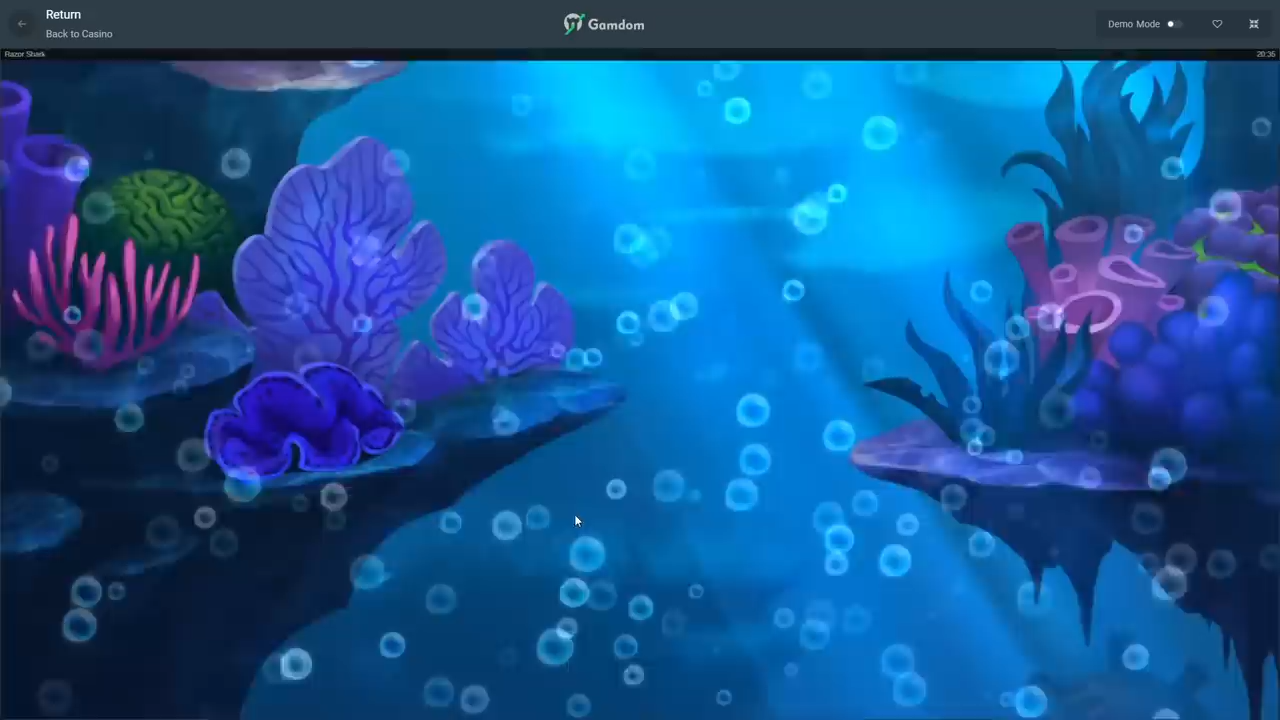 Return
Back to Casino
Gamdom
Demo Mode
Razor Shark
20:36